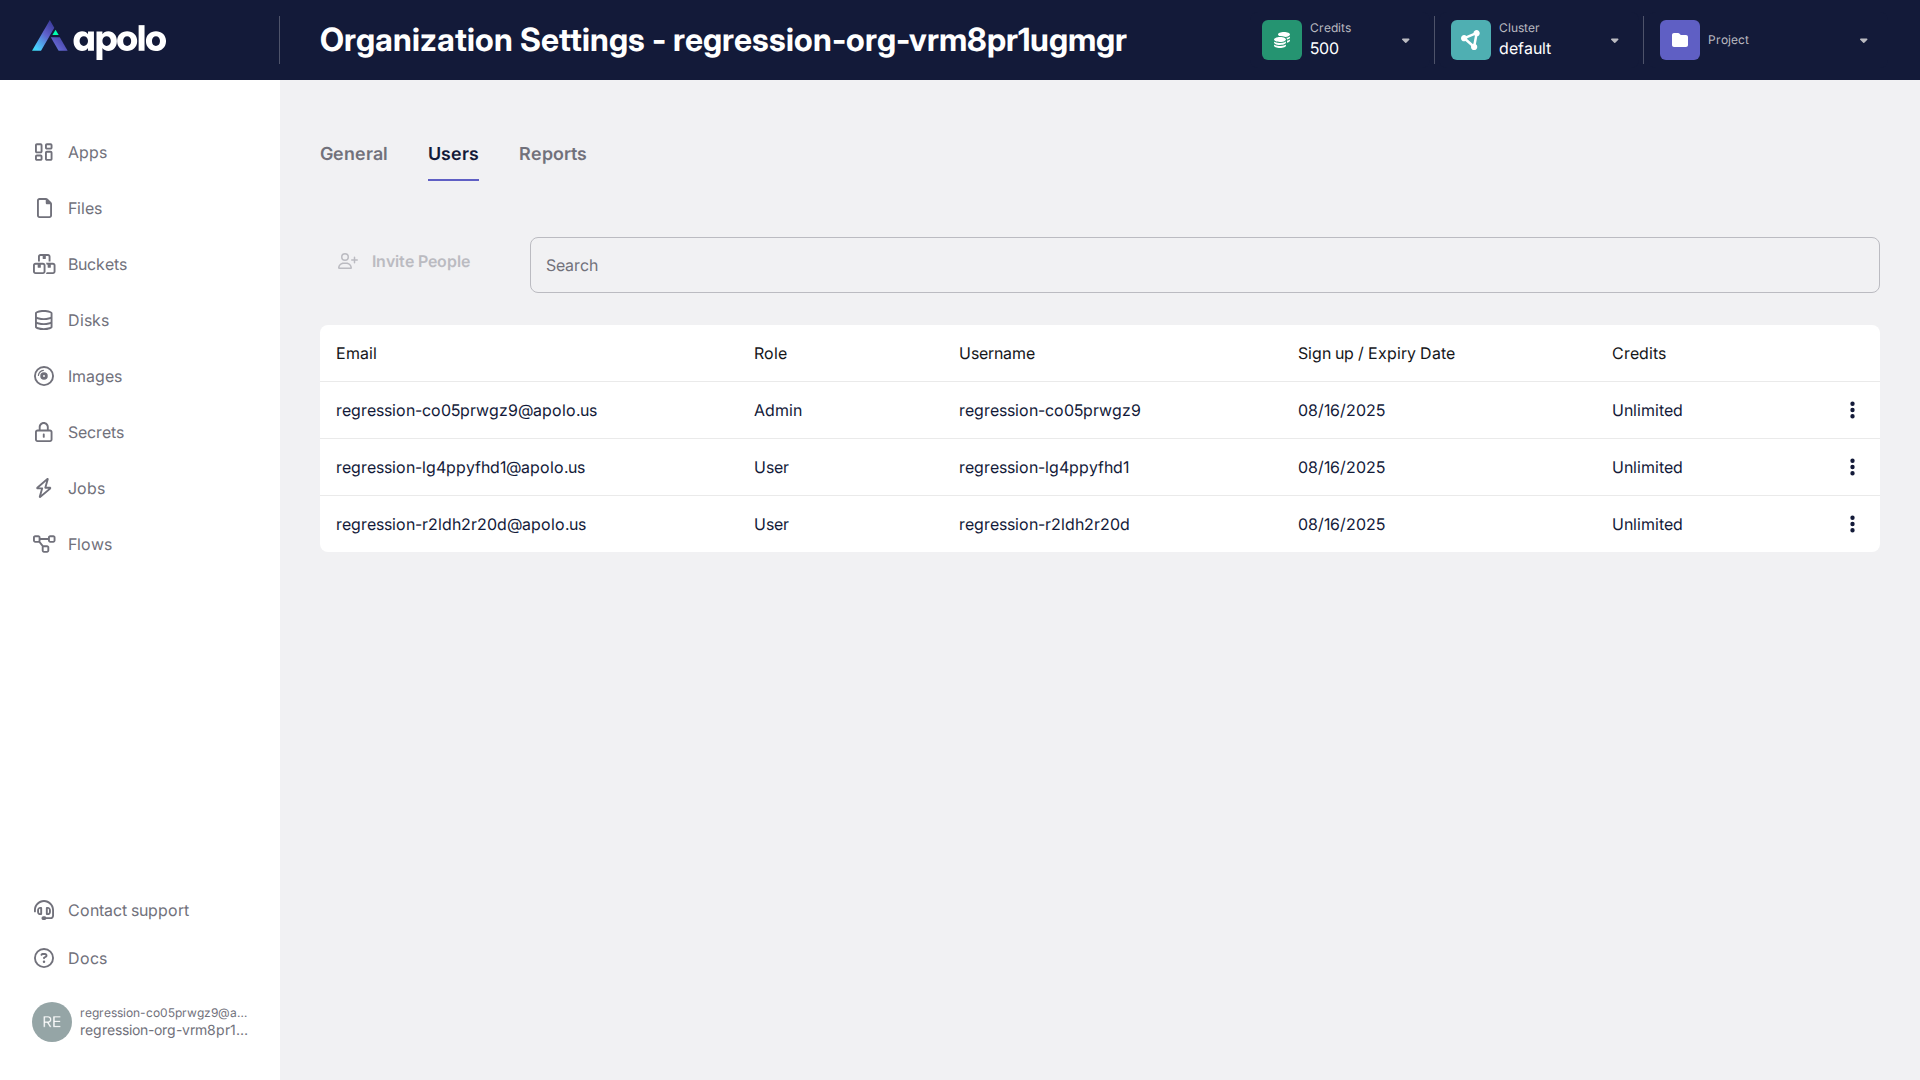 apolo
Organization Settings - regression-org-vrm8pr1ugmgr
Credits
500
Cluster
default
Project
Apps
Files
Buckets
Disks
Images
Secrets
Jobs
Flows
Contact support
Docs
RE
regression-co05prwgz9@a...
regression-org-vrm8pr1...
General
Users
Reports
Invite People
Search
Email Role Username Sign up / Expiry Date Credits
regression-co05prwgz9@apolo.us Admin regression-co05prwgz9 08/16/2025 Unlimited
regression-lg4ppyfhd1@apolo.us User regression-lg4ppyfhd1 08/16/2025 Unlimited
regression-r2ldh2r20d@apolo.us User regression-r2ldh2r20d 08/16/2025 Unlimited